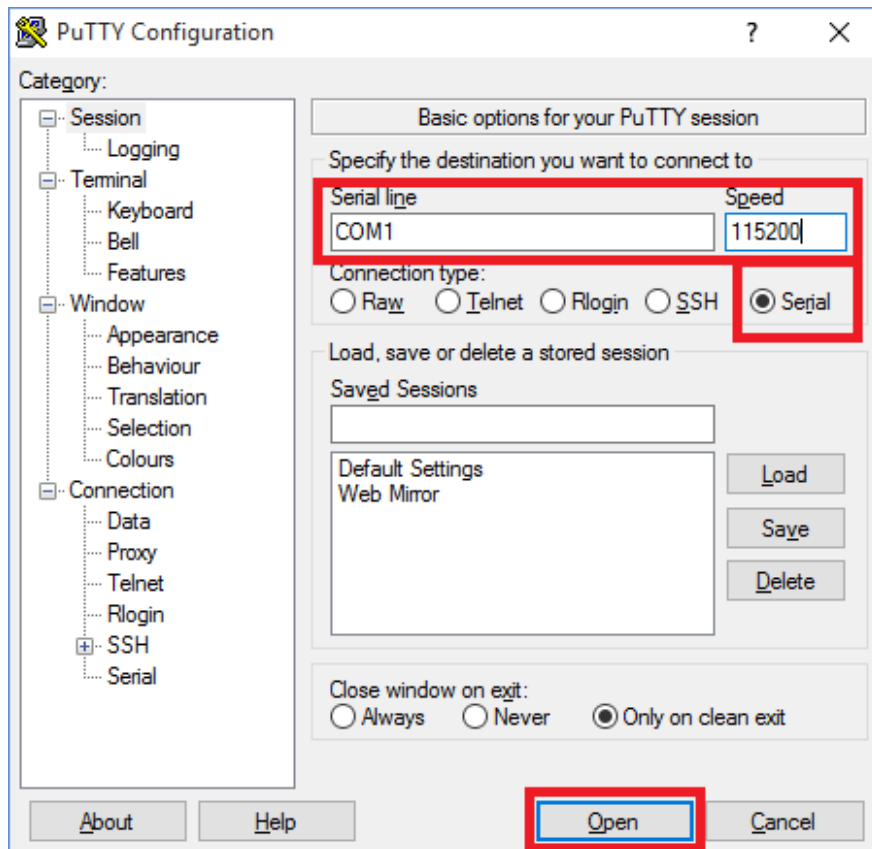 PuTTY Configuration
?
Category:
Session
Logging
Terminal
Keyboard
Bell
Features
Window
Appearance
Behaviour
Translation
Selection
Colours
Connection
Data
Proxy
Telnet
Rlogin
SSH
Serial
Basic options for your PuTTY session
Specify the destination you want to connect to
Serial line Speed
COM1 115200
Connection type:
Raw Telnet Rlogin SSH Serial
Load, save or delete a stored session
Saved Sessions
Default Settings
Web Mirror
Load
Save
Delete
Close window on exit:
Always Never Only on clean exit
About Help Open Cancel